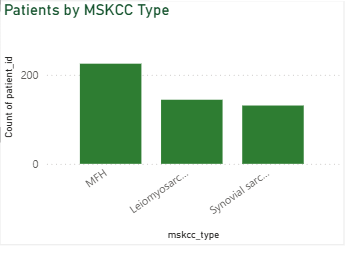 Patients by MSKCC Type
Count of patient_id
200
0
MFH
Leiomyosarc...
Synovial sarc...
mskcc_type